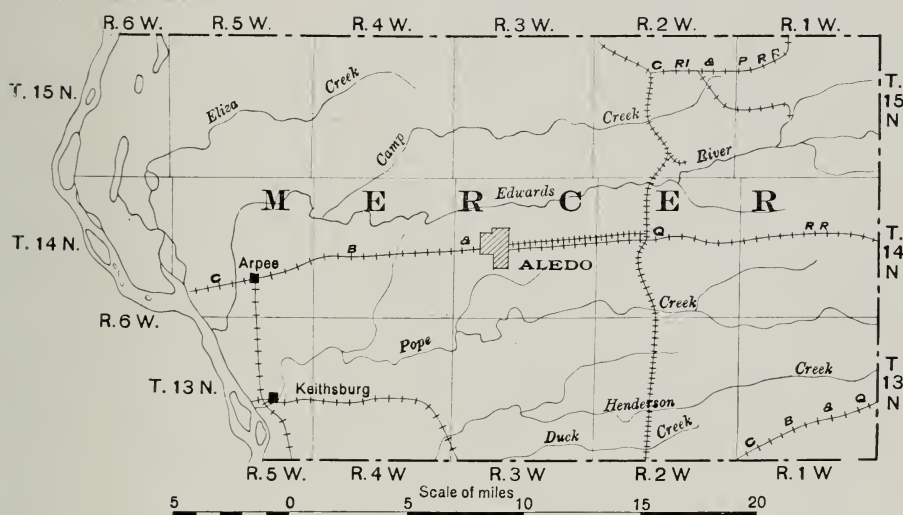 R. 6 W. R. 5 W. R. 4 W. R. 3 W. R. 2 W. R. 1 W.
C RI & P RR
T. 15 N. T. 15 N
Eliza Creek
Camp Creek
River
Edwards
MERCER
T. 14 N. T. 14 N
C B & Q RR
Arpee
ALEDO
R. 6 W.
Creek
Pope
T. 13 N. T 13 N
Keithsburg
Henderson Creek
Duck Creek
C B & Q
R. 5 W. R. 4 W R. 3 W R. 2 W R. 1 W
Scale of miles
5 0 5 10 15 20